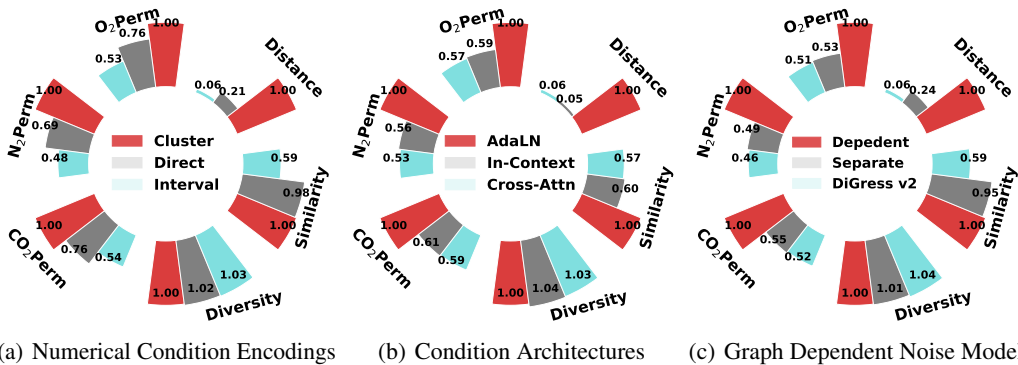 O₂Perm
1.00
0.76
0.53
Distance
0.06
0.21
1.00
N₂Perm
1.00
0.69
0.48
Cluster
Direct
Interval
Similarity
0.59
0.98
1.00
CO₂Perm
1.00
0.76
0.54
Diversity
1.00
1.02
1.03
O₂Perm
1.00
0.59
0.57
Distance
0.06
0.05
1.00
N₂Perm
1.00
0.56
0.53
AdaLN
In-Context
Cross-Attn
Similarity
0.57
0.60
1.00
CO₂Perm
1.00
0.61
0.59
Diversity
1.00
1.04
1.03
O₂Perm
1.00
0.53
0.51
Distance
0.06
0.24
1.00
N₂Perm
1.00
0.49
0.46
Depedent
Separate
DiGress v2
Similarity
0.59
0.95
1.00
CO₂Perm
1.00
0.55
0.52
Diversity
1.00
1.01
1.04
a) Numerical Condition Encodings
(b) Condition Architectures
(c) Graph Dependent Noise Model